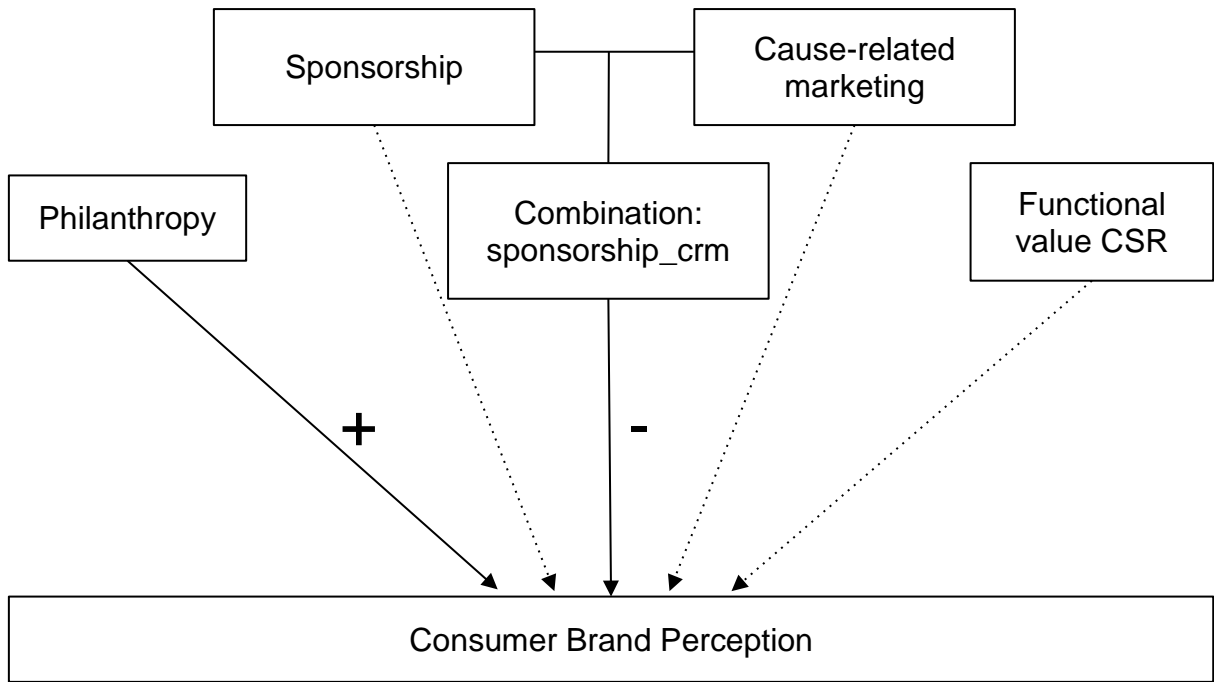 Sponsorship
Cause-related
marketing
Philanthropy
Combination:
sponsorship_crm
Functional
value CSR
+
-
Consumer Brand Perception